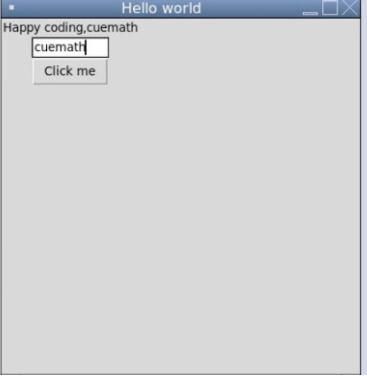 Hello world
Happy coding,cuemath
cuemath
Click me